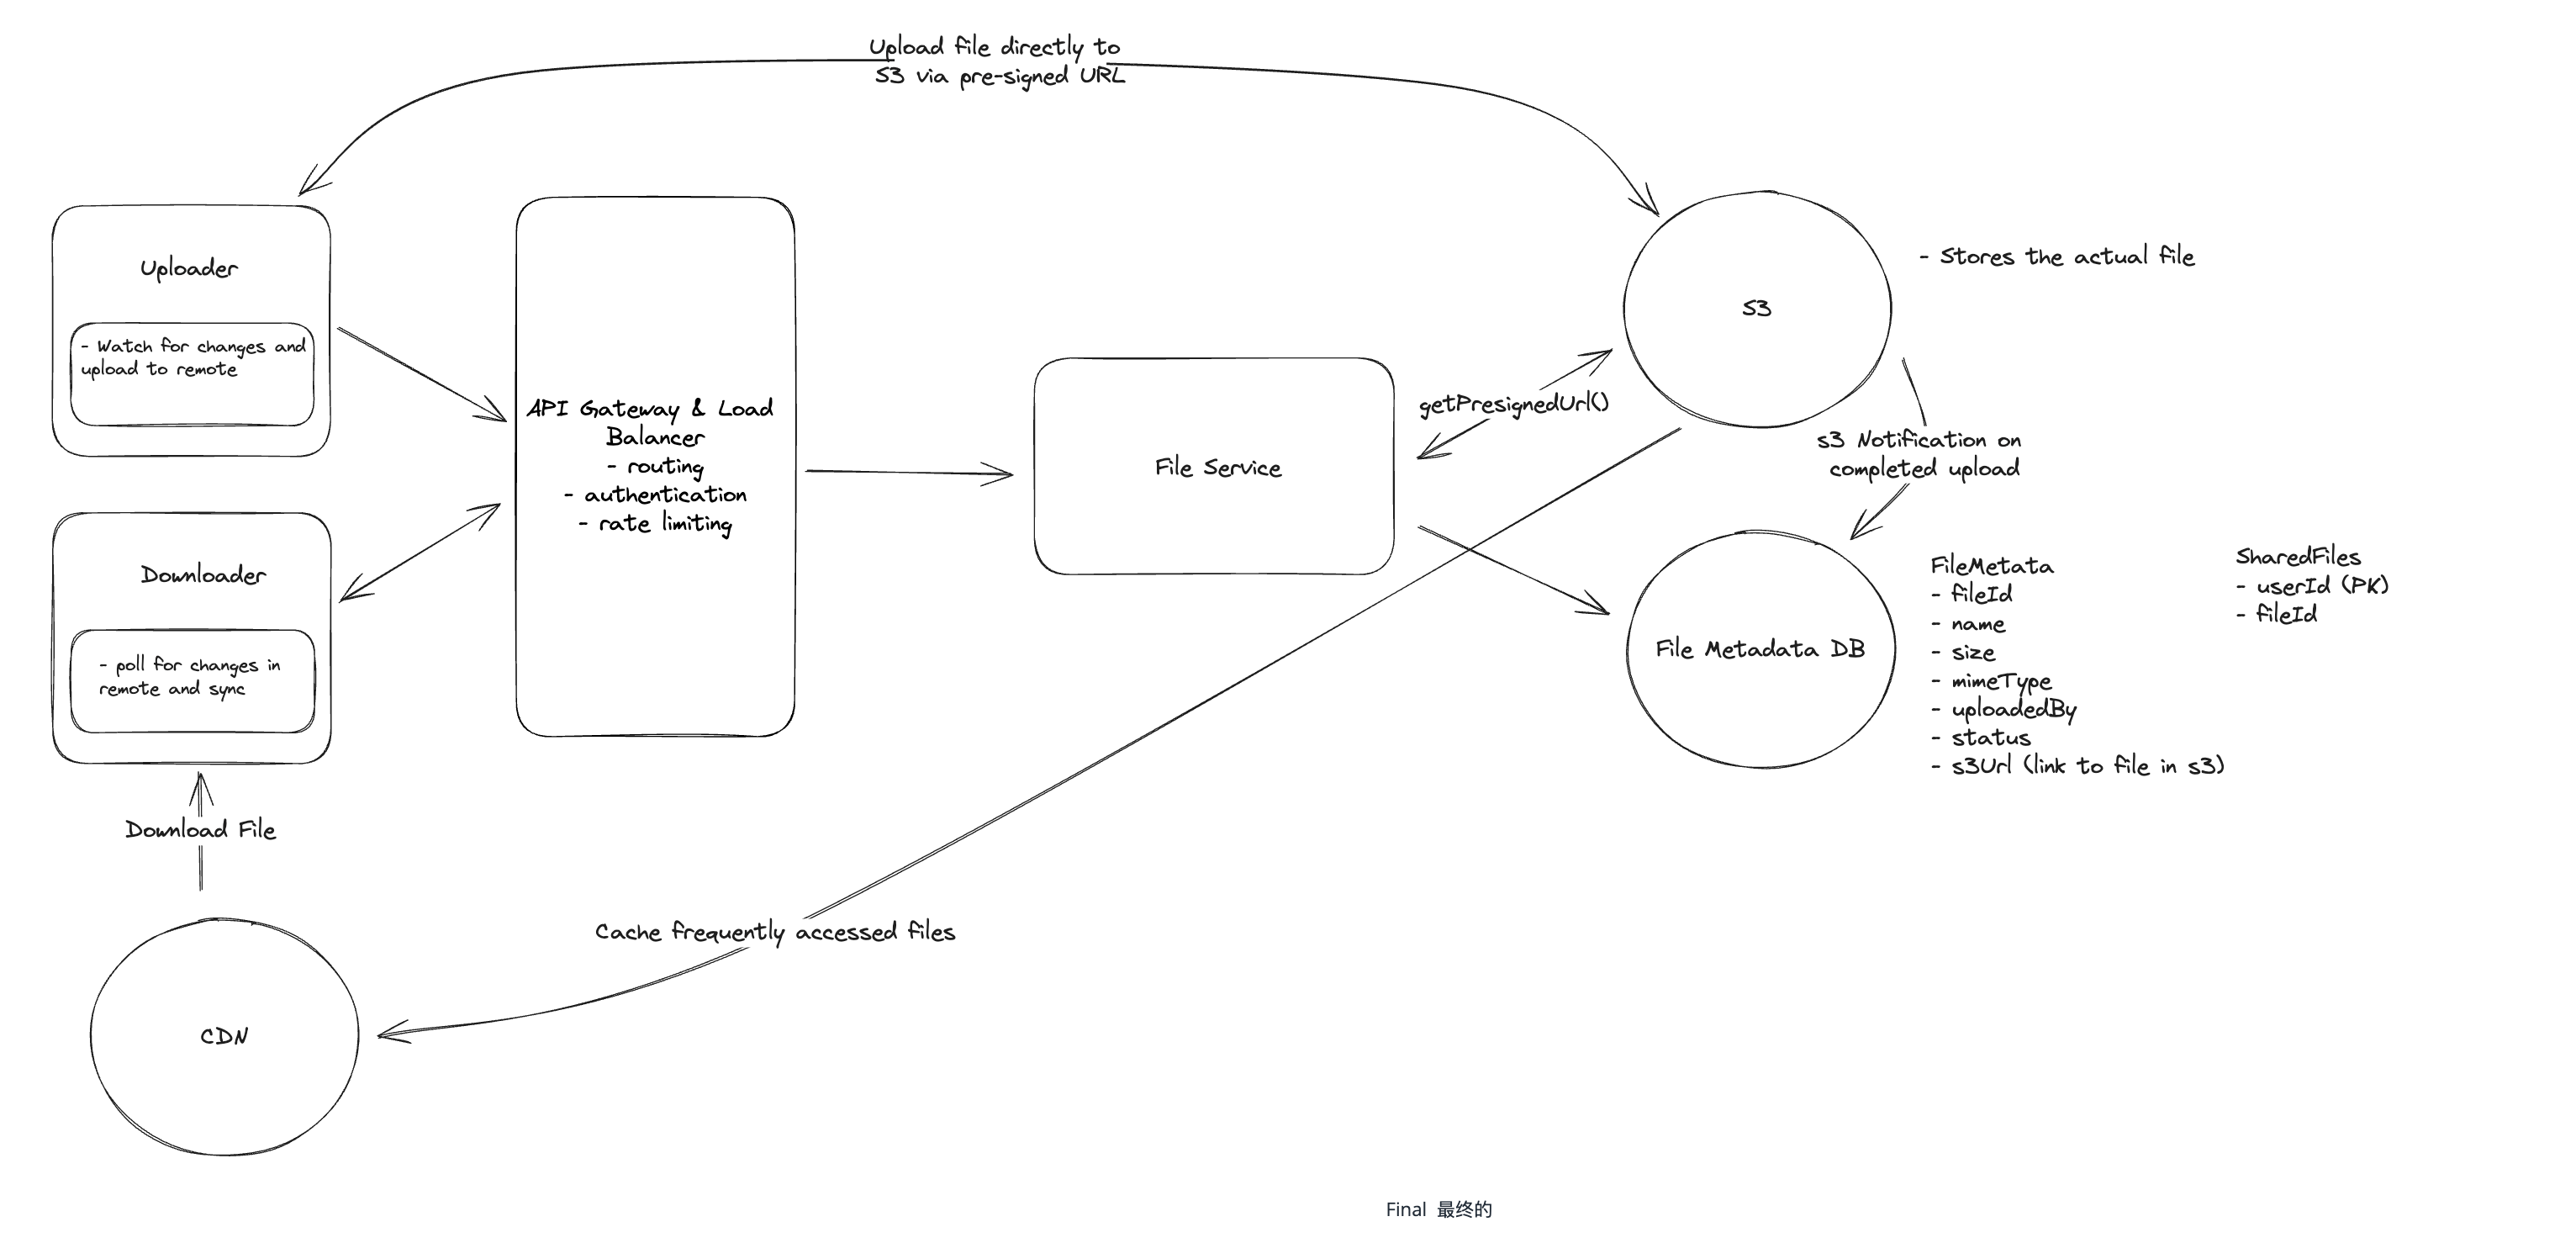 Upload file directly to
S3 via pre-signed URL
Uploader
- Watch for changes and
upload to remote
Downloader
- poll for changes in
remote and sync
Download File
CDN
API Gateway & Load
Balancer
- routing
- authentication
- rate limiting
File Service
getPresignedUrl()
Cache frequently accessed files
S3
- Stores the actual file
s3 Notification on
completed upload
File Metadata DB
FileMetata
- fileId
- name
- size
- mimeType
- uploadedBy
- status
- s3Url (link to file in s3)
SharedFiles
- userId (PK)
- fileId
Final 最终的